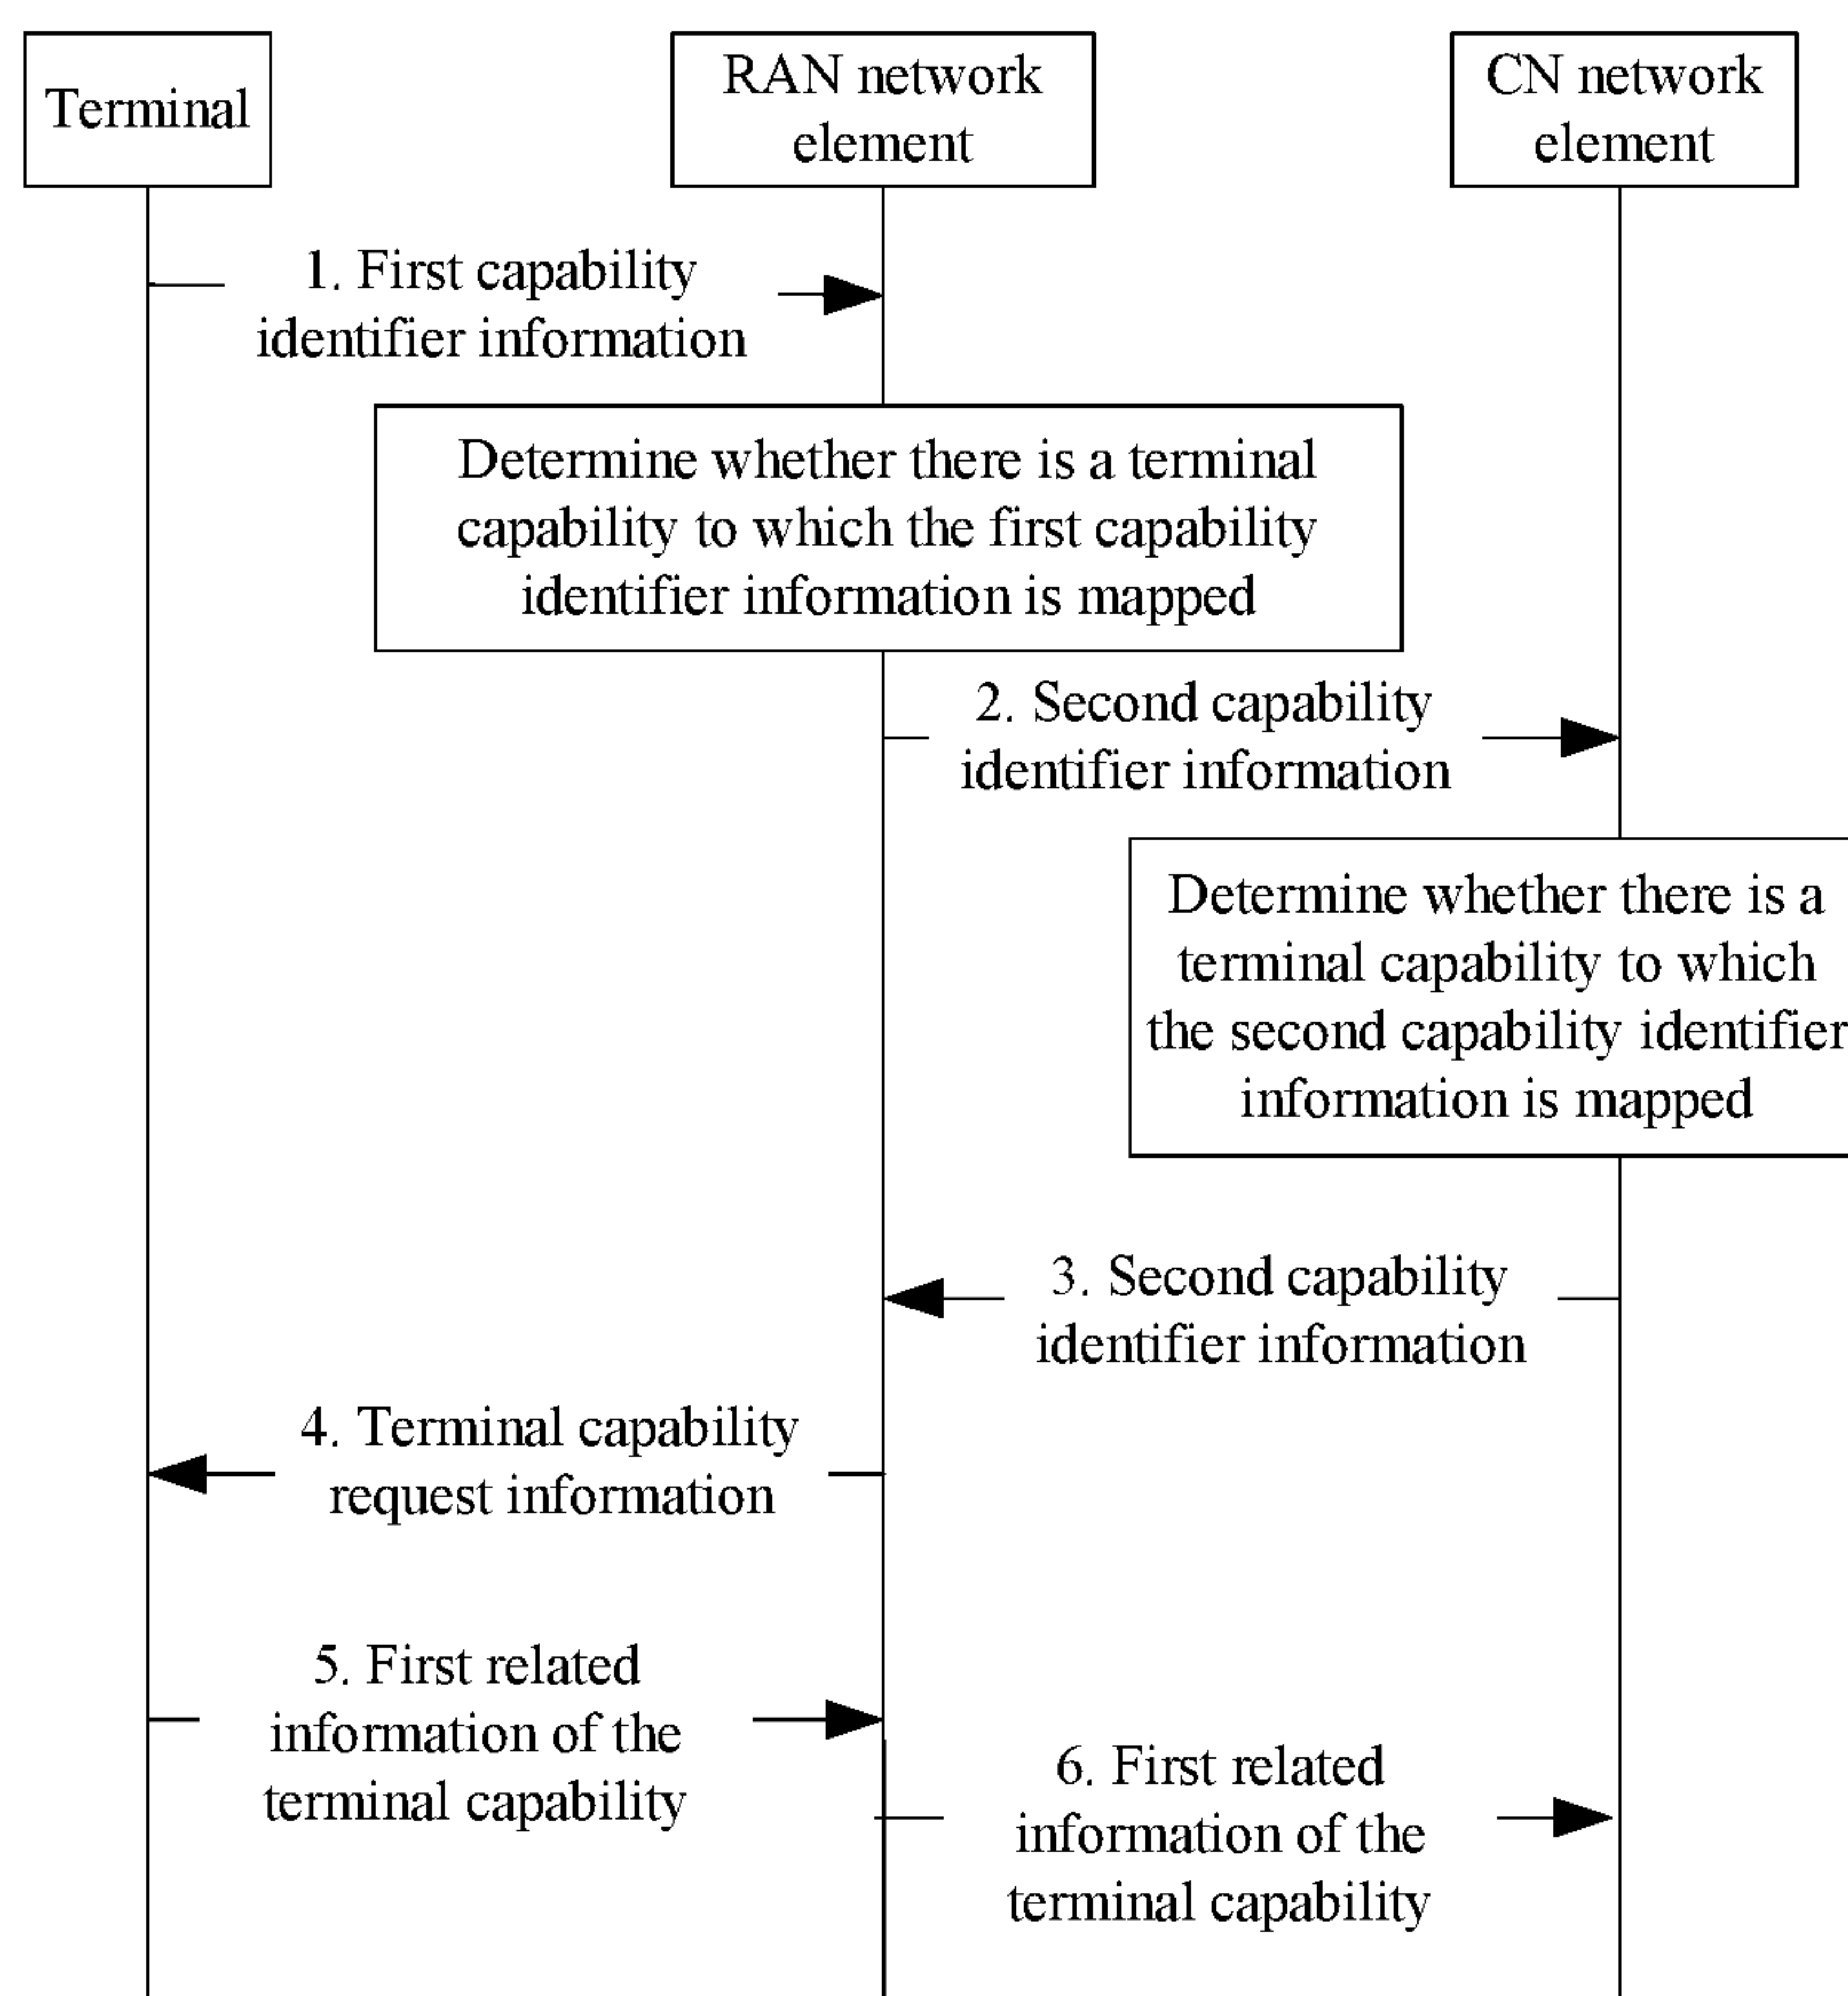 Terminal
RAN network
element
CN network
element
1. First capability
identifier information
Determine whether there is a terminal
capability to which the first capability
identifier information is mapped
2. Second capability
identifier information
Determine whether there is a
terminal capability to which
the second capability identifier
information is mapped
3. Second capability
identifier information
4. Terminal capability
request information
5. First related
information of the
terminal capability
6. First related
information of the
terminal capability